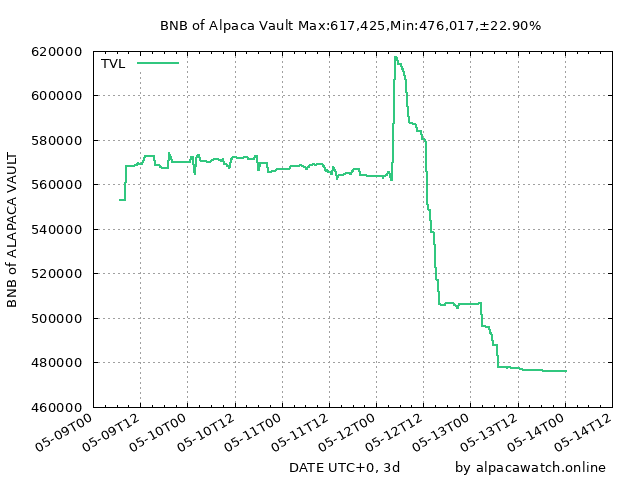 BNB of Alpaca Vault Max:617,425,Min:476,017,±22.90%
TVL
BNB of ALAPACA VAULT
620000
600000
580000
560000
540000
520000
500000
480000
460000
05-09T00 05-09T12 05-10T00 05-10T12 05-11T00 05-11T12 05-12T00 05-12T12 05-13T00 05-13T12 05-14T00 05-14T12
DATE UTC+0, 3d by alpacawatch.online